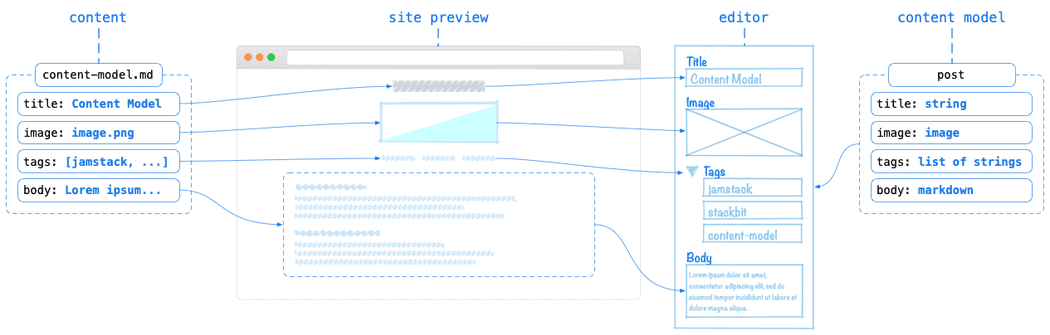 content
site preview
editor
content model
content-model.md
title: Content Model
image: image.png
tags: [jamstack, ...]
body: Lorem ipsum...
Title
Content Model
Image
Tags
jamstack
stackbit
content-model
Body
Lorem ipsum dolor sit amet,
consectetur adipiscing elit, sed do
eiusmod tempor incididunt ut labore et
dolore magna aliqua.
post
title: string
image: image
tags: list of strings
body: markdown